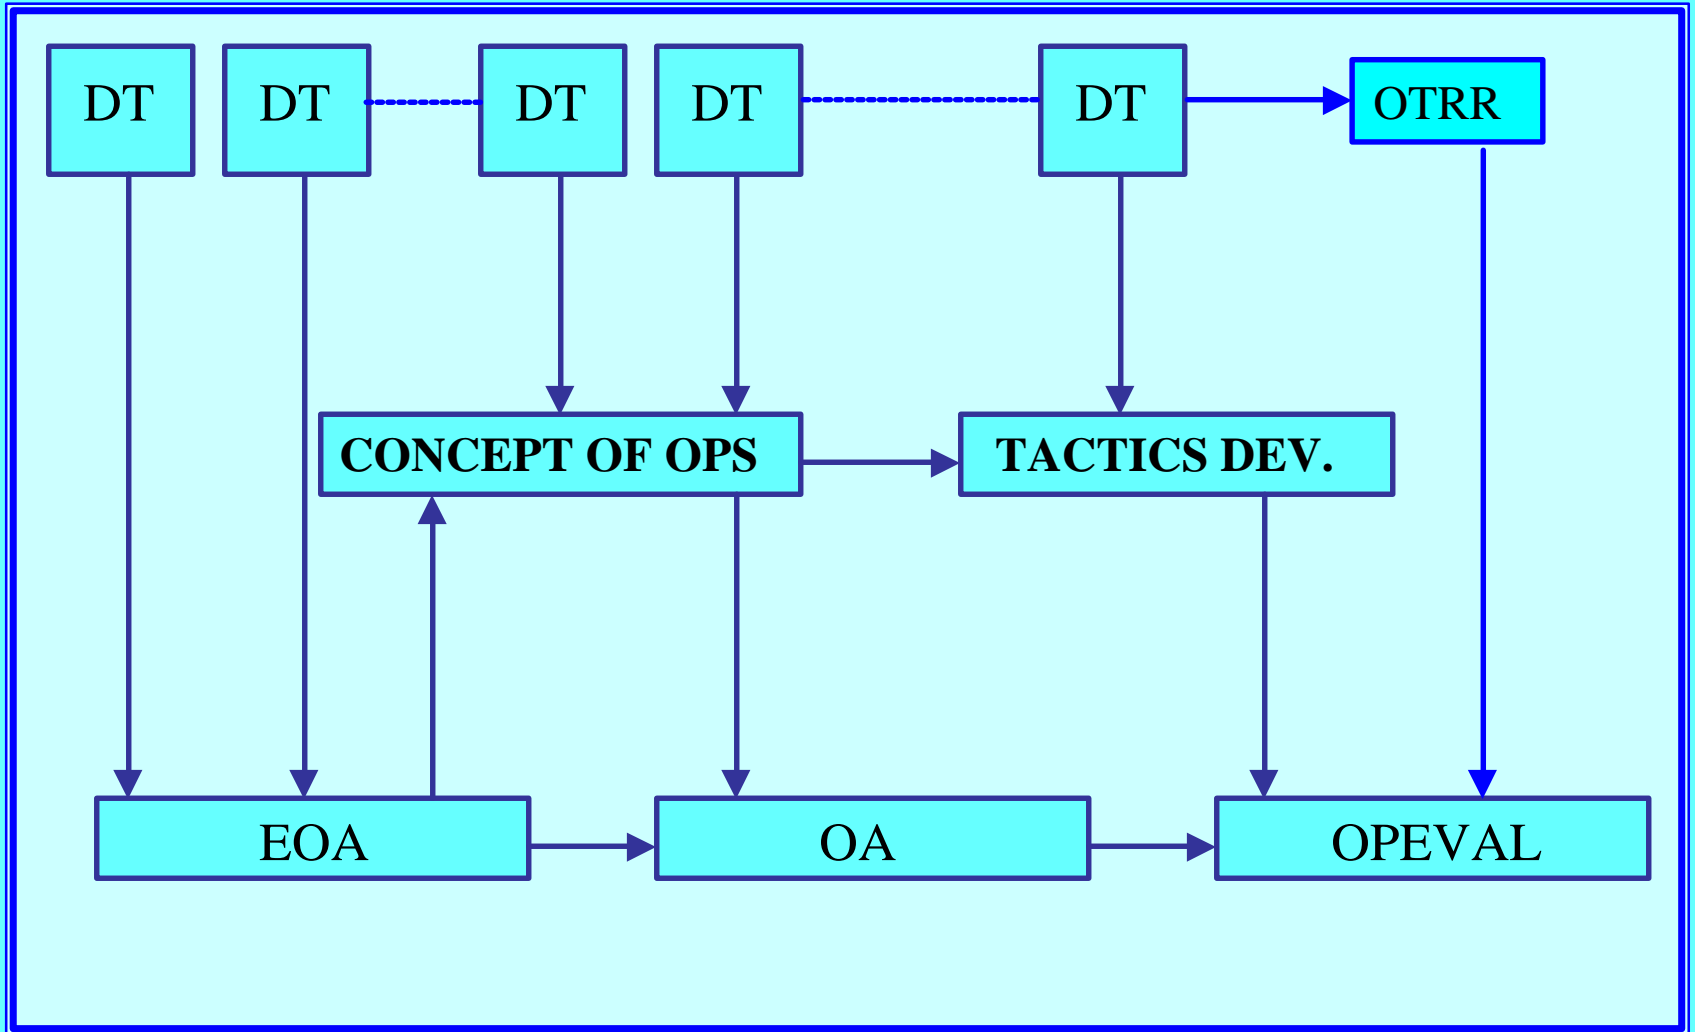 DT
DT
DT
DT
DT
OTRR
CONCEPT OF OPS
TACTICS DEV.
EOA
OA
OPEVAL